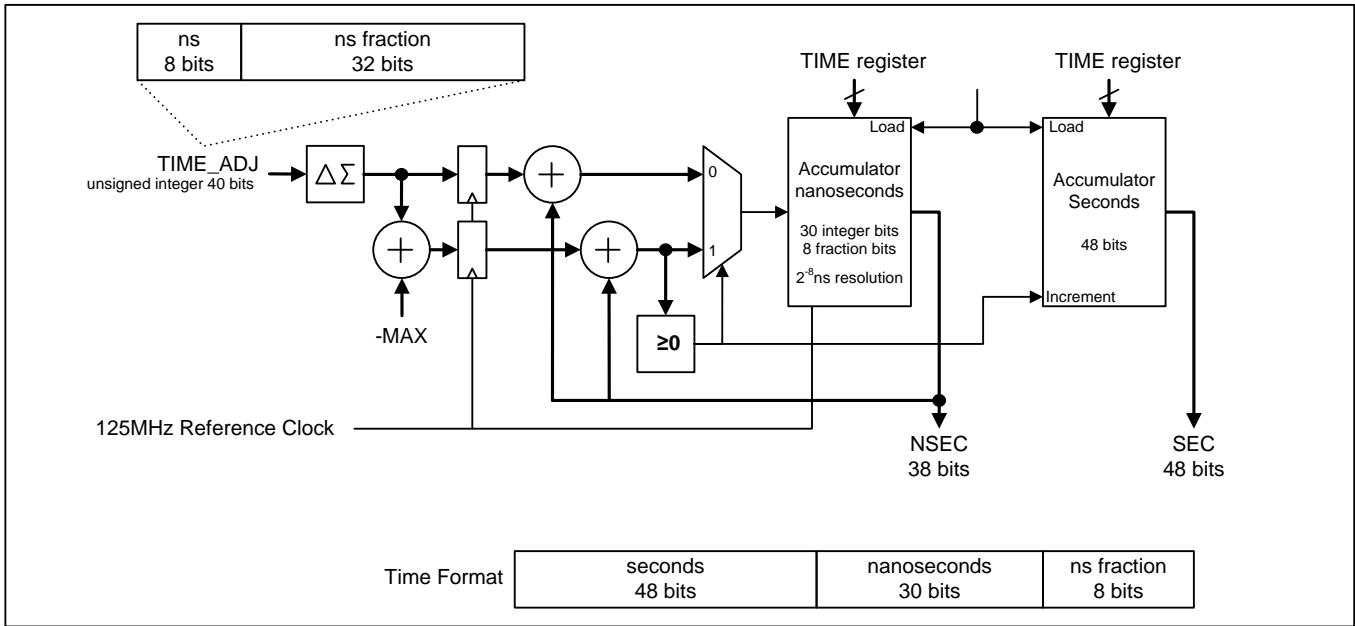 ns
8 bits
ns fraction
32 bits
TIME register
TIME register
TIME_ADJ
unsigned integer 40 bits
ΔΣ
+
0
Load
Accumulator
nanoseconds
30 integer bits
8 fraction bits
2⁻⁸ns resolution
Load
Accumulator
Seconds
48 bits
Increment
+
+
1
-MAX
≥0
125MHz Reference Clock
NSEC
38 bits
SEC
48 bits
Time Format
seconds
48 bits
nanoseconds
30 bits
ns fraction
8 bits